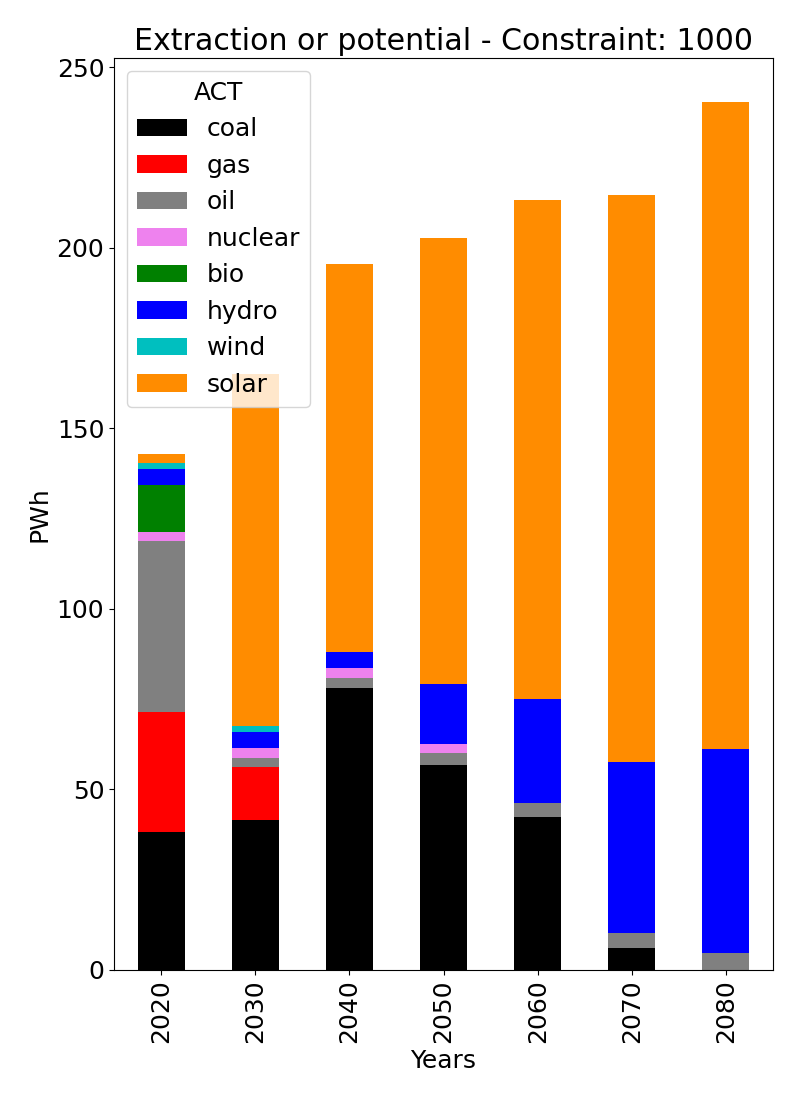 Extraction or potential - Constraint: 1000
250
200
150
100
50
0
PWh
ACT
coal
gas
oil
nuclear
bio
hydro
wind
solar
2020
2030
2040
2050
2060
2070
2080
Years